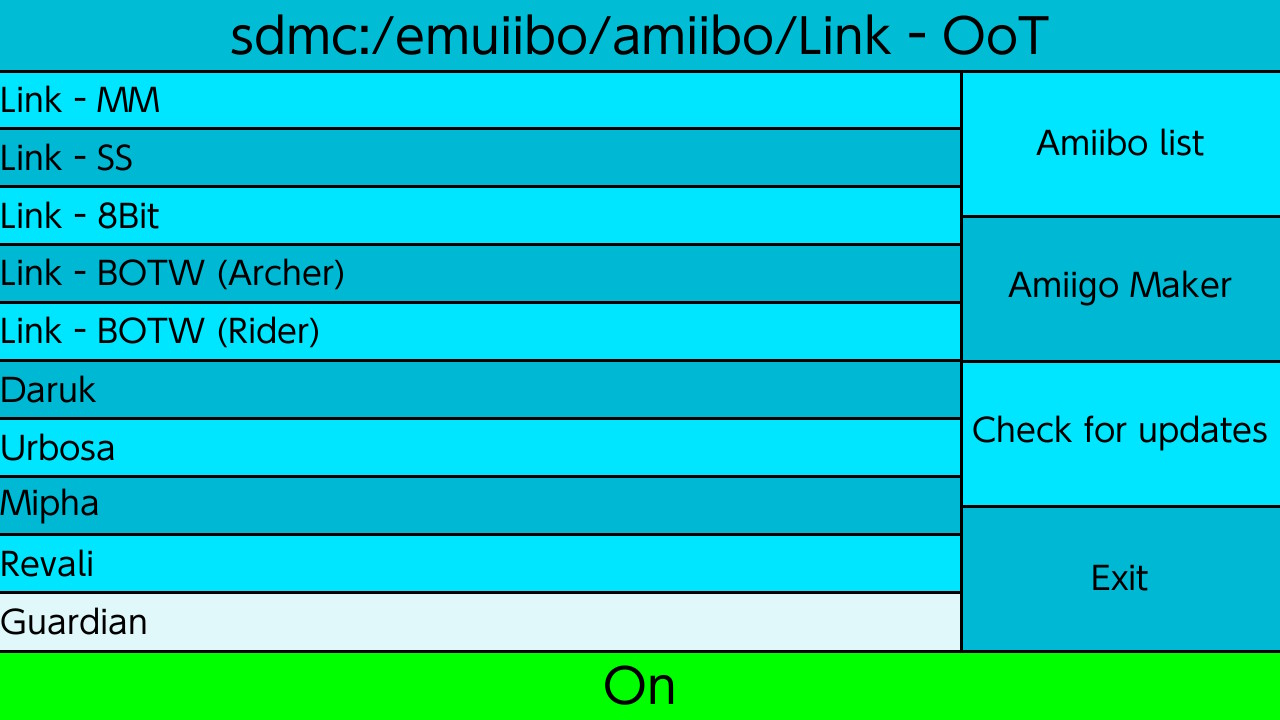 sdmc:/emuiibo/amiibo/Link - OoT
Link - MM
Link - SS
Link - 8Bit
Link - BOTW (Archer)
Link - BOTW (Rider)
Daruk
Urbosa
Mipha
Revali
Guardian
Amiibo list
Amiigo Maker
Check for updates
Exit
On